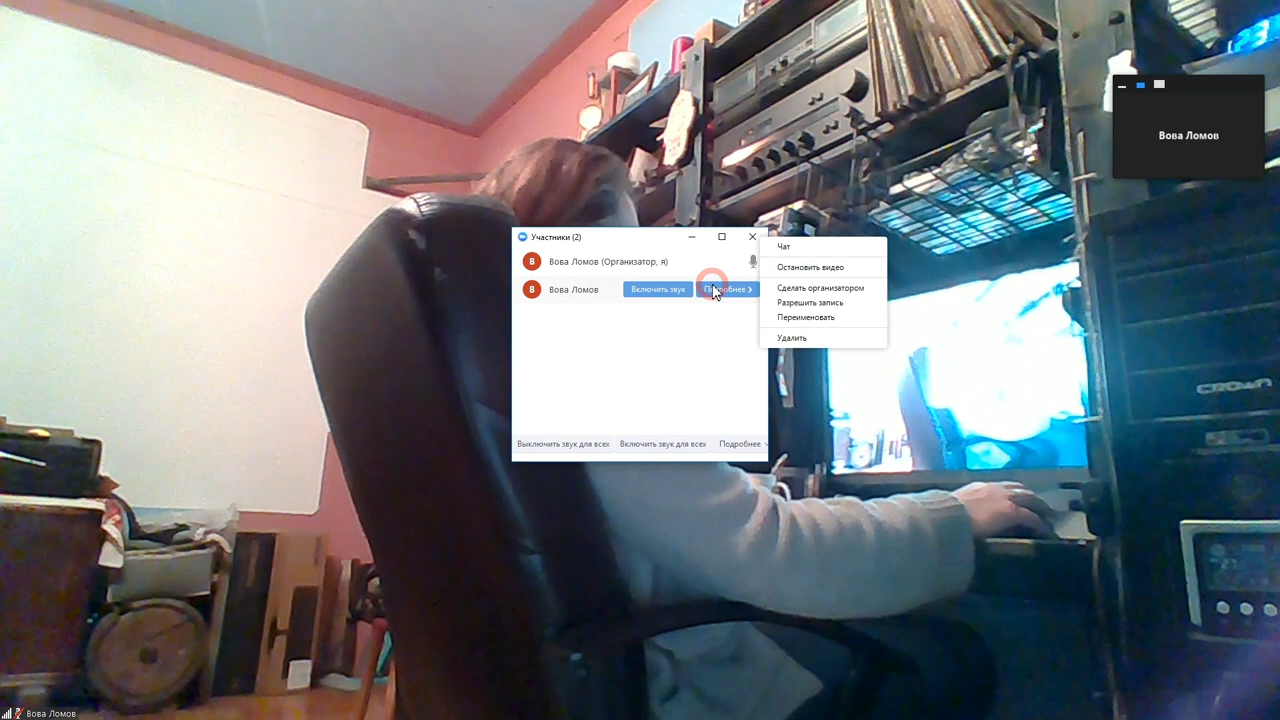 Вова Ломов
Участники (2)
В Вова Ломов (Организатор, я)
В Вова Ломов Включить звук Подробнее
Чат
Остановить видео
Сделать организатором
Разрешить запись
Переименовать
Удалить
Выключить звук для всех Включить звук для всех Подробнее
CROWN
Вова Ломов